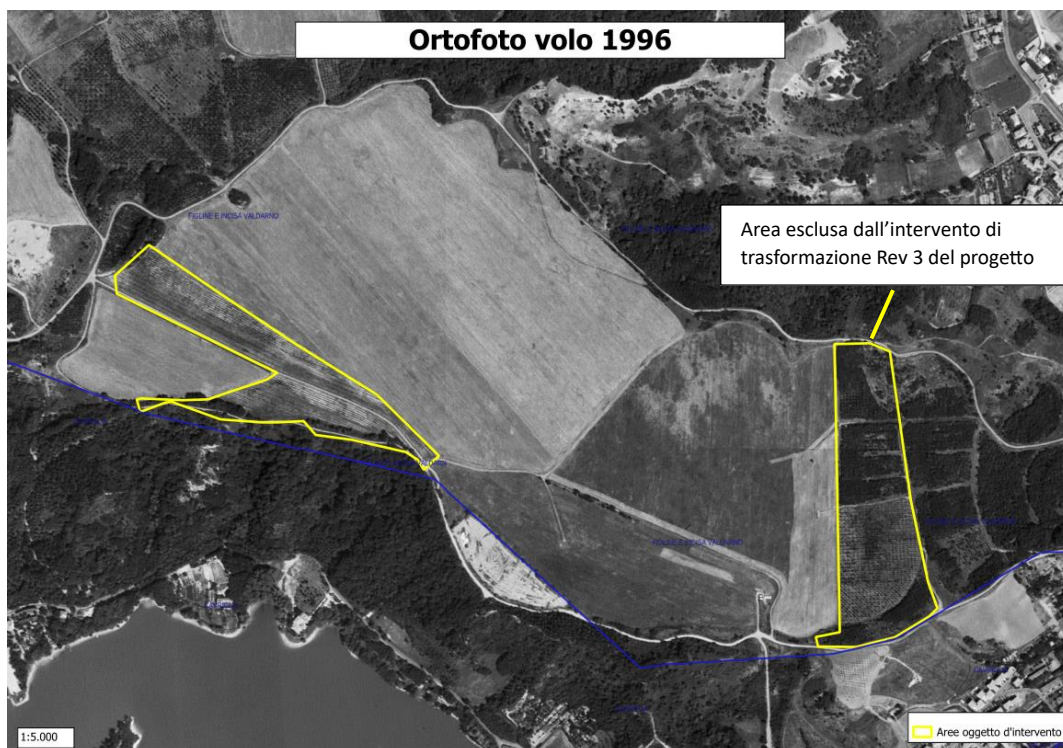 Ortofoto volo 1996
FIGLINE E INCISA VALDARNO
Area esclusa dall'intervento di
trasformazione Rev 3 del progetto
FIGLINE E INCISA VALDARNO
1:5.000
Aree oggetto d'intervento